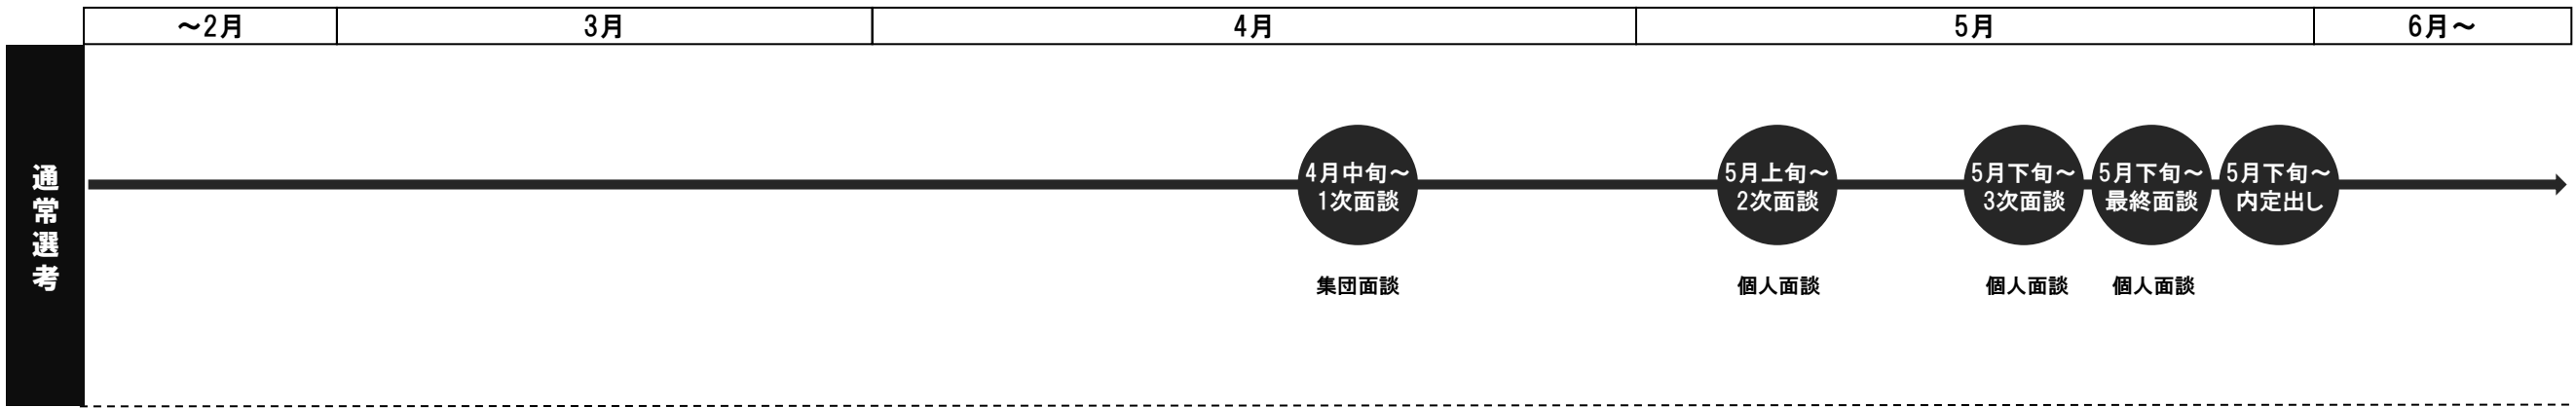 ～2月
3月
4月
5月
6月～
通常選考
4月中旬～
1次面談
5月上旬～
2次面談
5月下旬～
3次面談
5月下旬～
最終面談
5月下旬～
内定出し
集団面談
個人面談
個人面談
個人面談